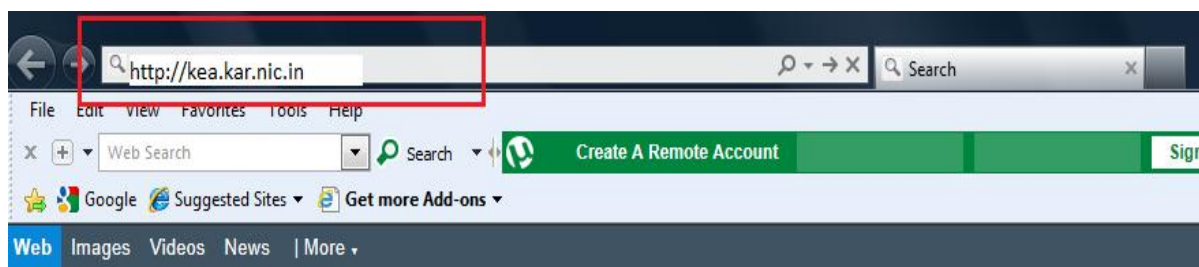 http://kea.kar.nic.in Search
File Edit View Favorites Tools Help
X Web Search Search Create A Remote Account Sign
Google Suggested Sites Get more Add-ons
Web Images Videos News | More